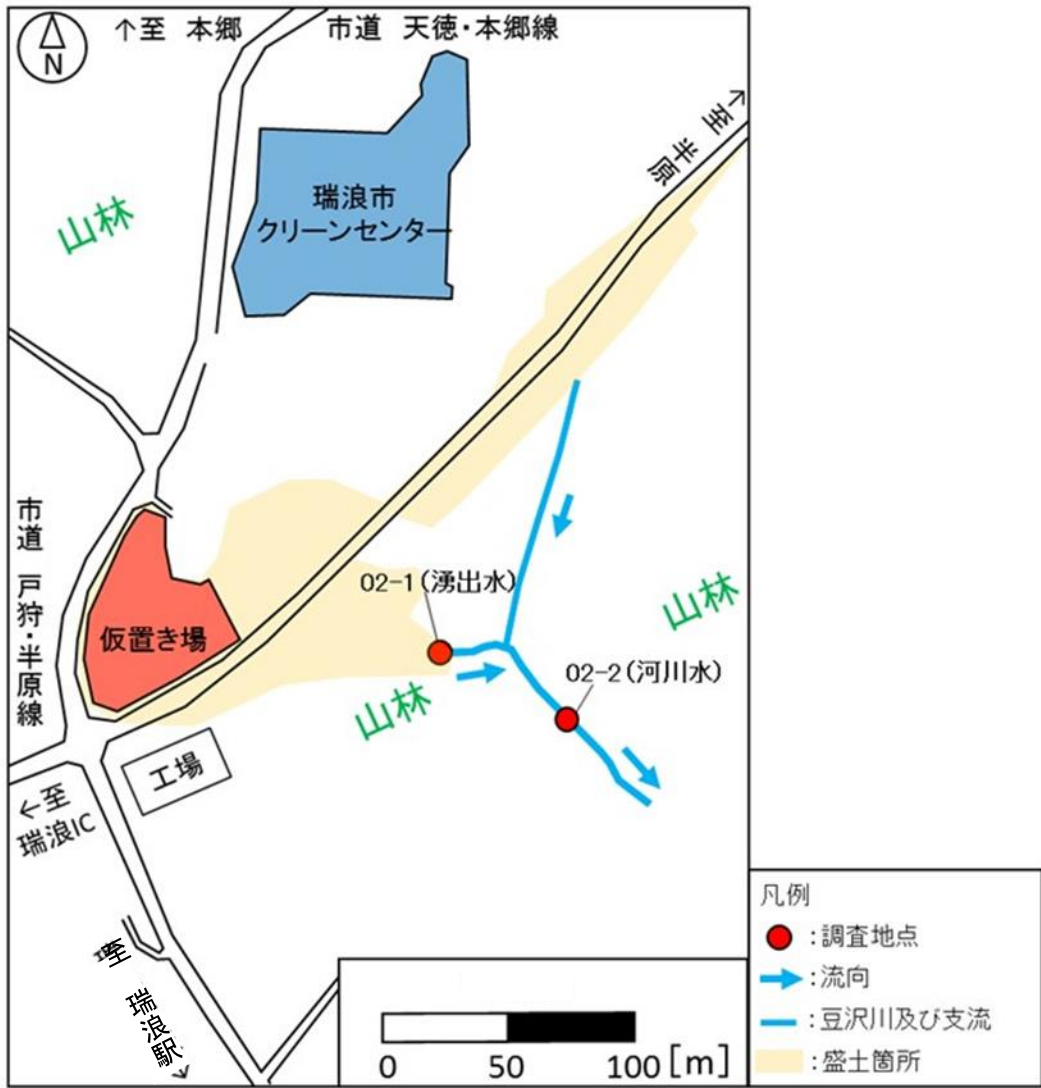 ↑至 本郷
市道 天徳・本郷線
N
↑至 半原
瑞浪市
クリーンセンター
山林
市道 戸狩・半原線
02-1(湧出水)
山林
仮置き場
02-2(河川水)
山林
工場
←至
瑞浪IC
至 瑞浪駅→
0 50 100 [m]
凡例
:調査地点
:流向
:豆沢川及び支流
:盛土箇所